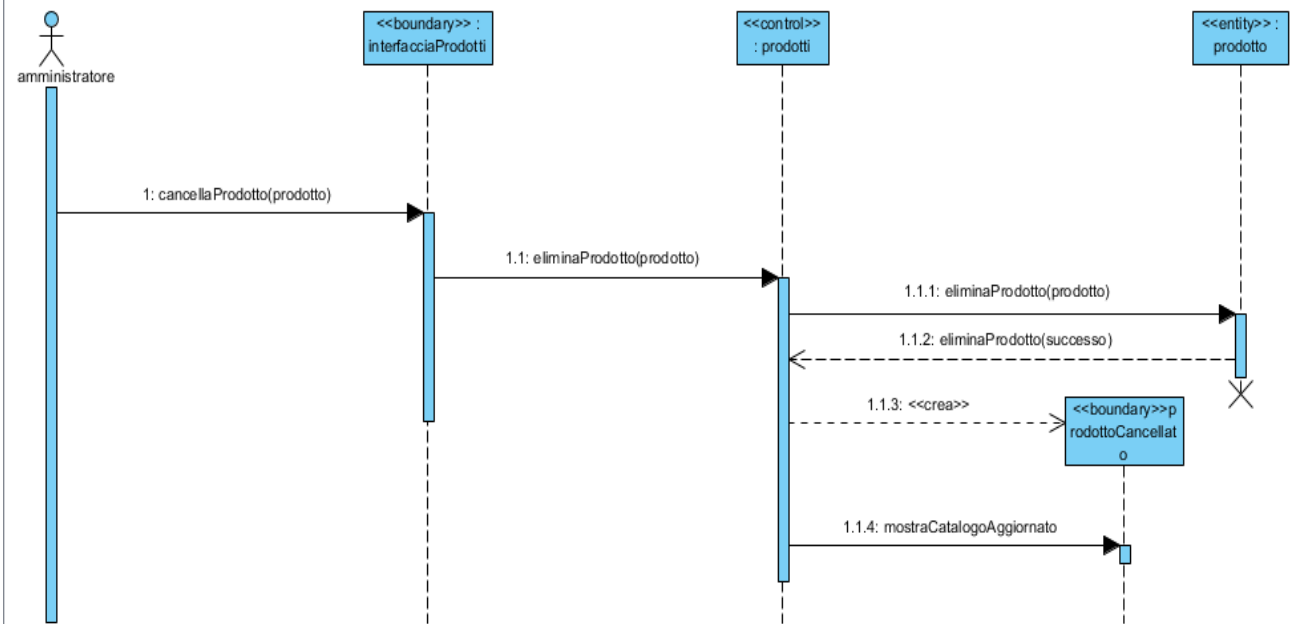 <<boundary>> :
interfacciaProdotti
<<control>>
: prodotti
<<entity>> :
prodotto
amministratore
1: cancellaProdotto(prodotto)
1.1: eliminaProdotto(prodotto)
1.1.1: eliminaProdotto(prodotto)
1.1.2: eliminaProdotto(successo)
1.1.3: <<crea>>
<<boundary>>p
rodottoCancellat
o
1.1.4: mostraCatalogoAggiornato